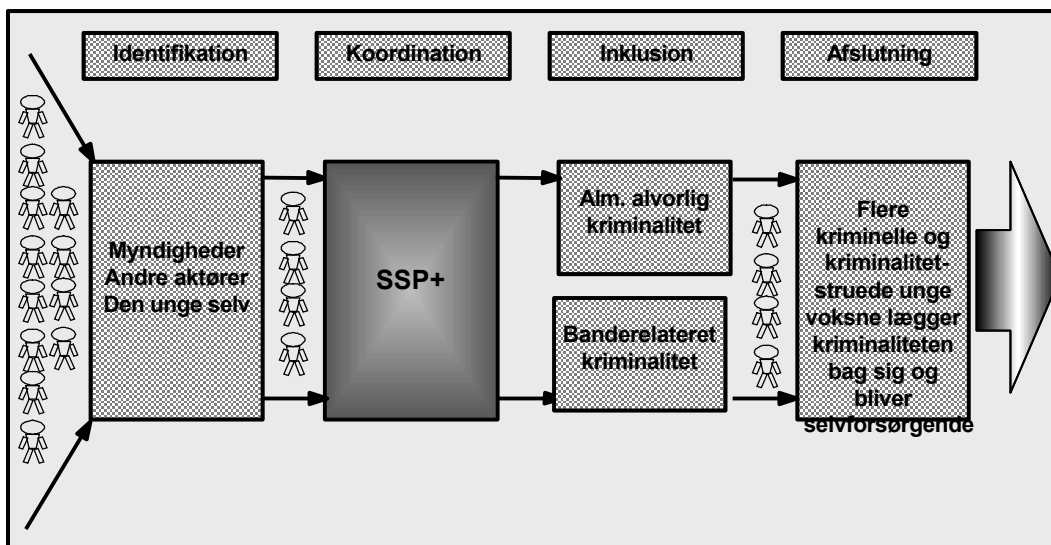 Identifikation
Koordination
Inklusion
Afslutning
Myndigheder
Andre aktører
Den unge selv
SSP+
Alm. alvorlig
kriminalitet
Banderelateret
kriminalitet
Flere
kriminelle og
kriminalitet-
struede unge
voksne lægger
kriminaliteten
bag sig og
bliver
selvforsørgende